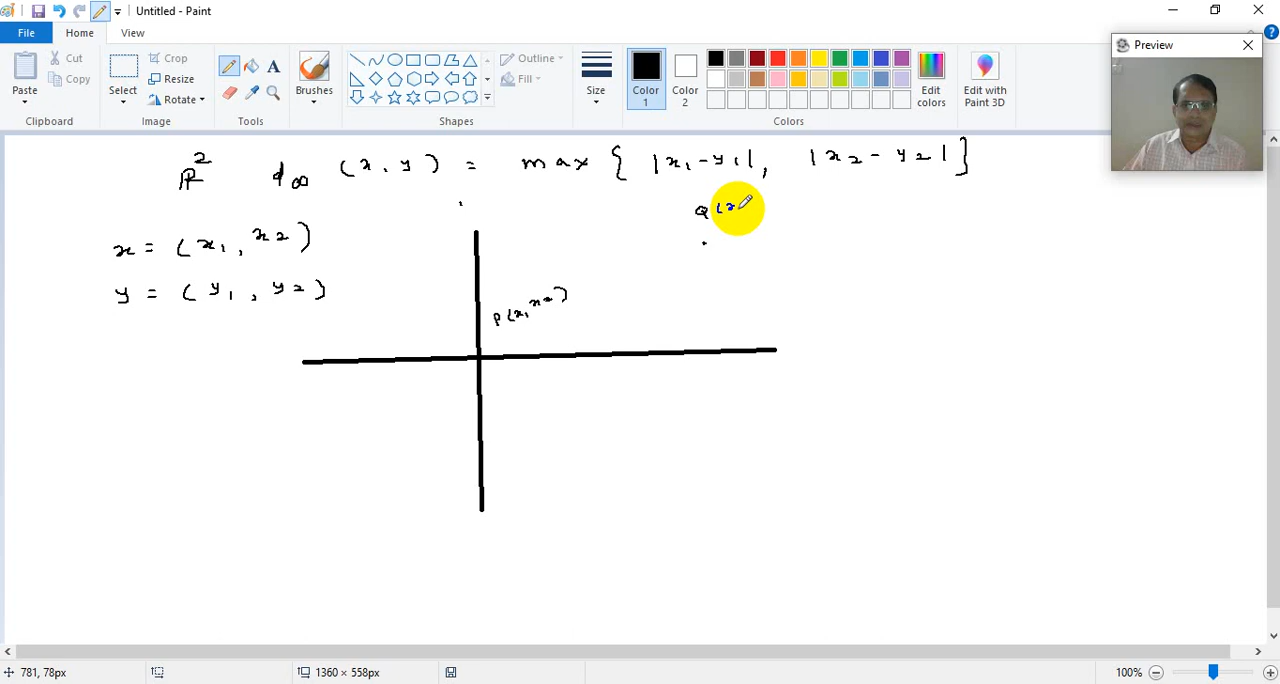 Untitled - Paint
File Home View
Preview
Paste
Cut
Copy
Clipboard
Select
Crop
Resize
Rotate
Image
Tools
Brushes
Outline
Fill
Shapes
Size
Color 1
Color 2
Edit colors
Colors
Edit with Paint 3D
ℝ² d∞ (x, y) = max { |x₁ - y₁|, |x₂ - y₂| }
x = (x₁, x₂)
y = (y₁, y₂)
P(x₁, x₂)
781, 78px
1360 × 558px
100%